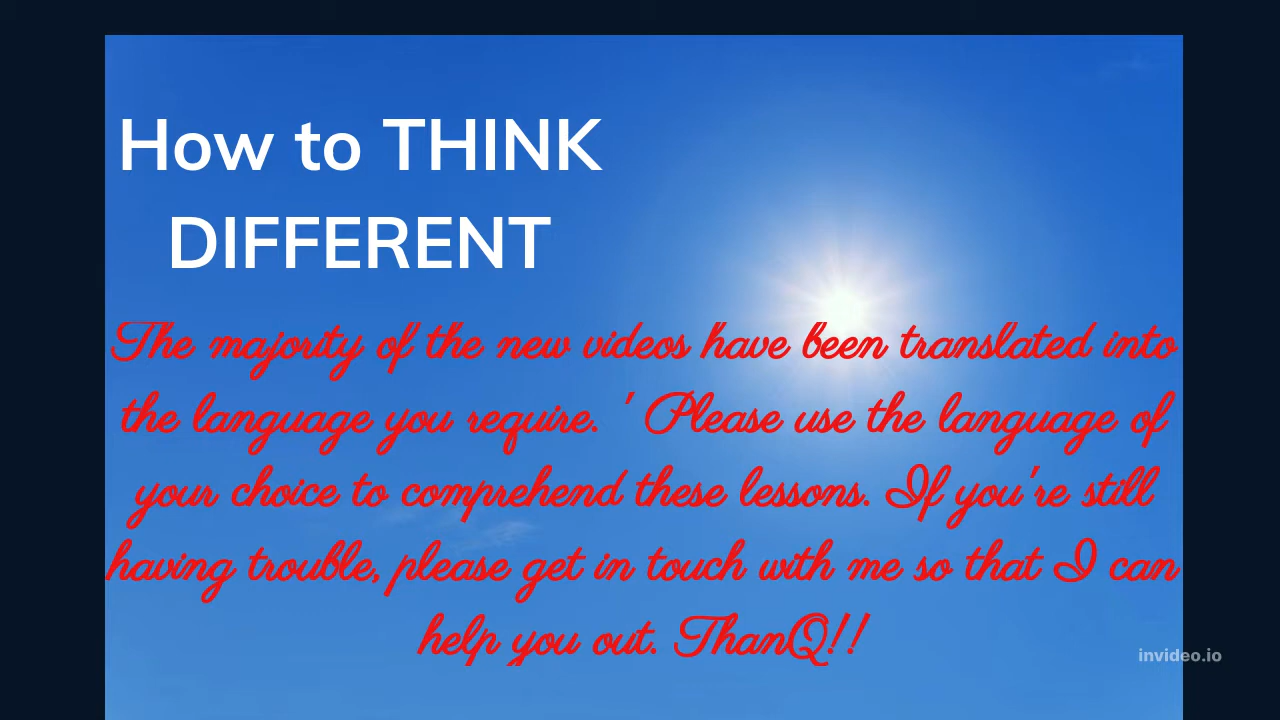 How to THINK
DIFFERENT
The majority of the new videos have been translated into
the language you require. ' Please use the language of
your choice to comprehend these lessons. If you're still
having trouble, please get in touch with me so that I can
help you out. ThanQ!!
invideo.io